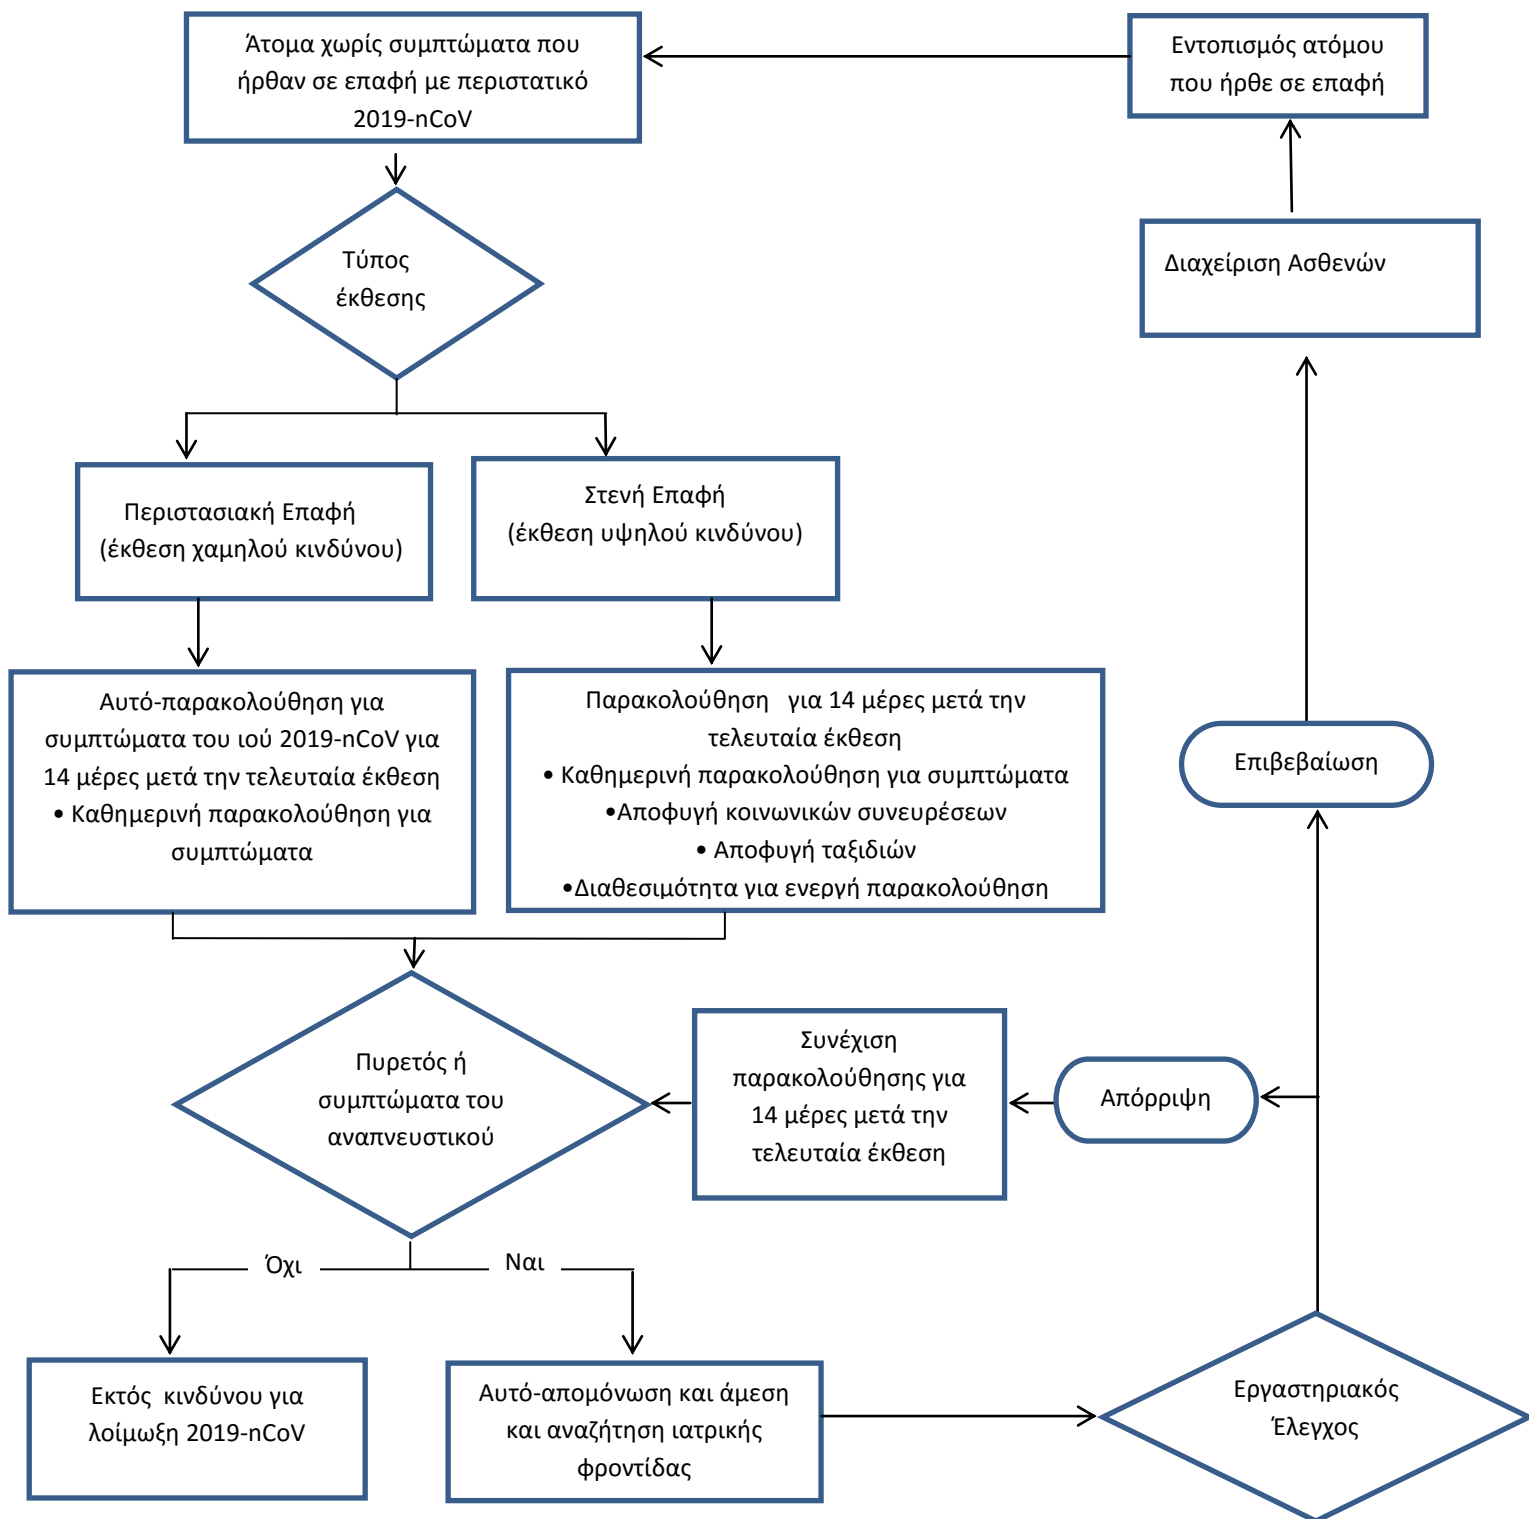 Άτομα χωρίς συμπτώματα που
ήρθαν σε επαφή με περιστατικό
2019-nCoV
Εντοπισμός ατόμου
που ήρθε σε επαφή
Τύπος
έκθεσης
Διαχείριση Ασθενών
Περιστασιακή Επαφή
(έκθεση χαμηλού κινδύνου)
Στενή Επαφή
(έκθεση υψηλού κινδύνου)
Αυτό-παρακολούθηση για
συμπτώματα του ιού 2019-nCoV για
14 μέρες μετά την τελευταία έκθεση
• Καθημερινή παρακολούθηση για
συμπτώματα
Παρακολούθηση για 14 μέρες μετά την
τελευταία έκθεση
• Καθημερινή παρακολούθηση για συμπτώματα
•Αποφυγή κοινωνικών συνευρέσεων
• Αποφυγή ταξιδιών
•Διαθεσιμότητα για ενεργή παρακολούθηση
Επιβεβαίωση
Πυρετός ή
συμπτώματα του
αναπνευστικού
Συνέχιση
παρακολούθησης για
14 μέρες μετά την
τελευταία έκθεση
Απόρριψη
Όχι
Ναι
Εκτός κινδύνου για
λοίμωξη 2019-nCoV
Αυτό-απομόνωση και άμεση
και αναζήτηση ιατρικής
φροντίδας
Εργαστηριακός
Έλεγχος